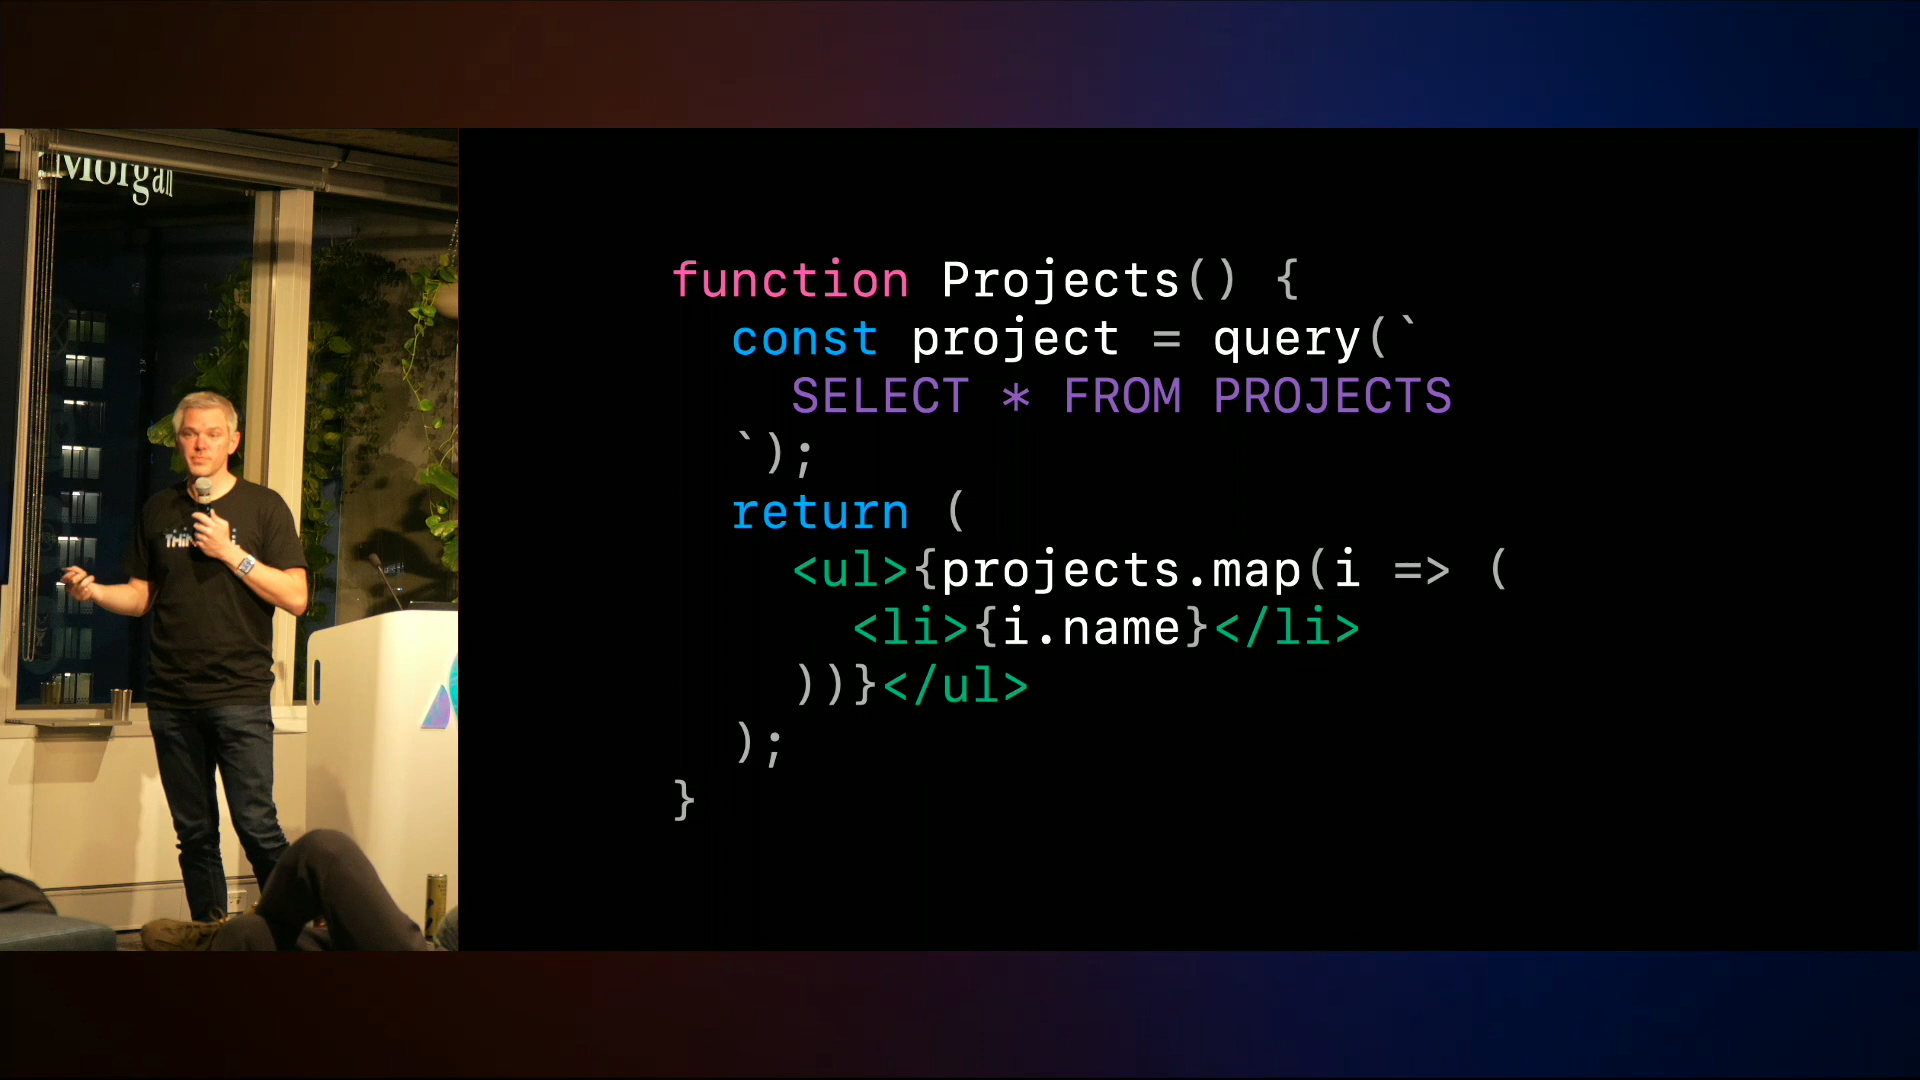 Morgan
function Projects() {
const project = query(`
SELECT * FROM PROJECTS
`);
return (
<ul>{projects.map(i => (
<li>{i.name}</li>
))}</ul>
);
}